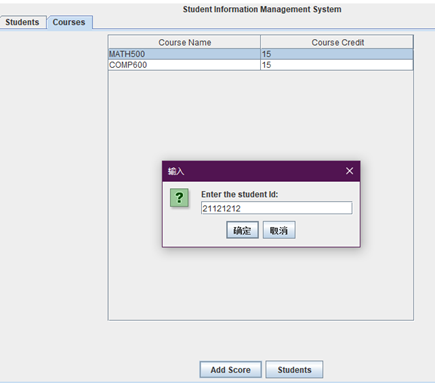 Student Information Management System
Students Courses
Course Name Course Credit
MATH500 15
COMP600 15
输入
?
Enter the student Id:
21121212
确定 取消
Add Score Students